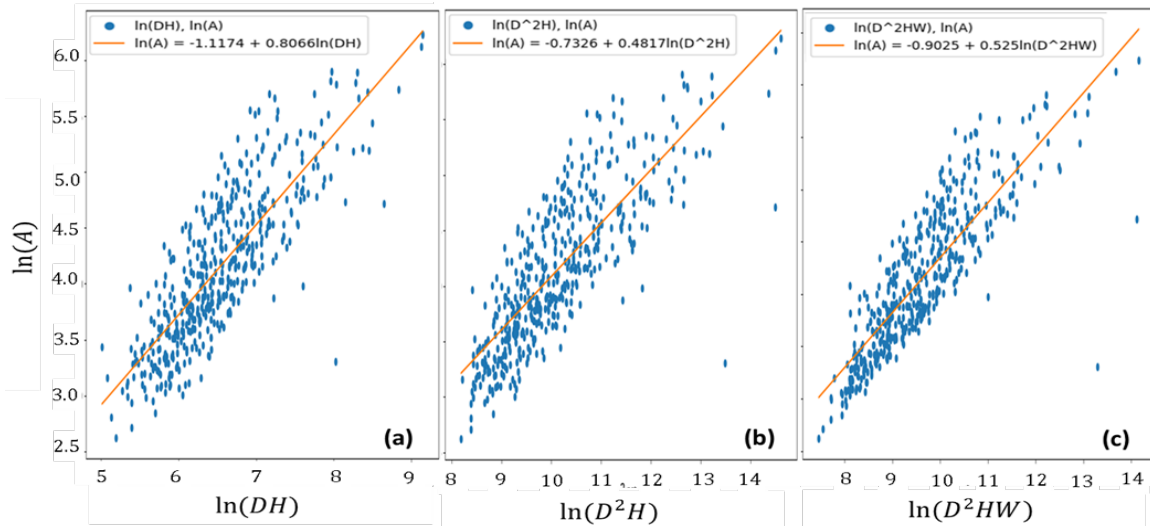 ln(DH), ln(A)
ln(A) = -1.1174 + 0.8066ln(DH)
ln(D^2H), ln(A)
ln(A) = -0.7326 + 0.4817ln(D^2H)
ln(D^2HW), ln(A)
ln(A) = -0.9025 + 0.525ln(D^2HW)
6.0
5.5
5.0
4.5
4.0
3.5
3.0
2.5
ln(A)
(a)
(b)
(c)
5 6 7 8 9
8 9 10 11 12 13 14
8 9 10 11 12 13 14
ln(DH)
ln(D²H)
ln(D²HW)